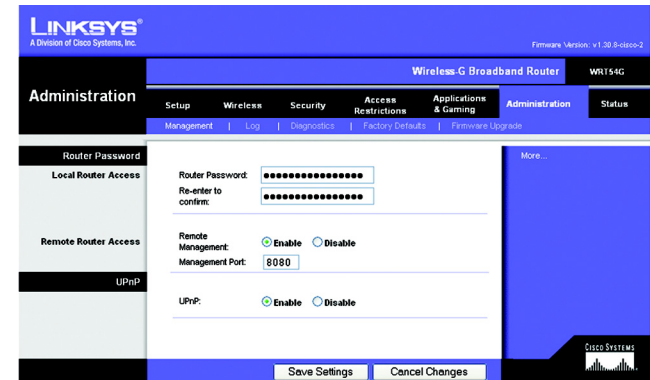 LINKSYS®
A Division of Cisco Systems, Inc.
Firmware Version: v1.30.8-cisco-2
Wireless-G Broadband Router WRT54G
Administration
Setup Wireless Security Access Restrictions Applications & Gaming Administration Status
Management | Log | Diagnostics | Factory Defaults | Firmware Upgrade
Router Password
Local Router Access
Router Password:
Re-enter to
confirm:
More...
Remote Router Access
Remote
Management: Enable Disable
Management Port: 8080
UPnP
UPnP: Enable Disable
CISCO SYSTEMS
Save Settings Cancel Changes